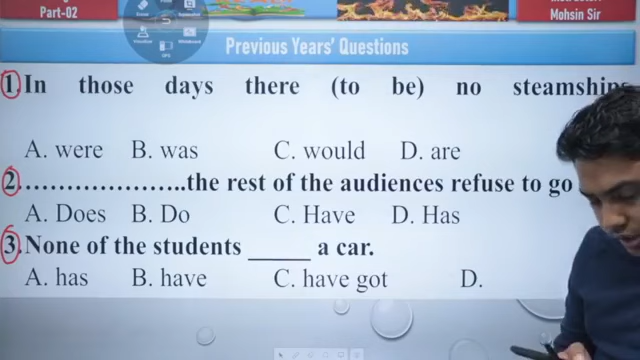 Part-02
Mohsin Sir
Previous Years' Questions
1.In those days there (to be) no steamships
A. were B. was C. would D. are
2.…………………..the rest of the audiences refuse to go
A. Does B. Do C. Have D. Has
3.None of the students ______ a car.
A. has B. have C. have got D.